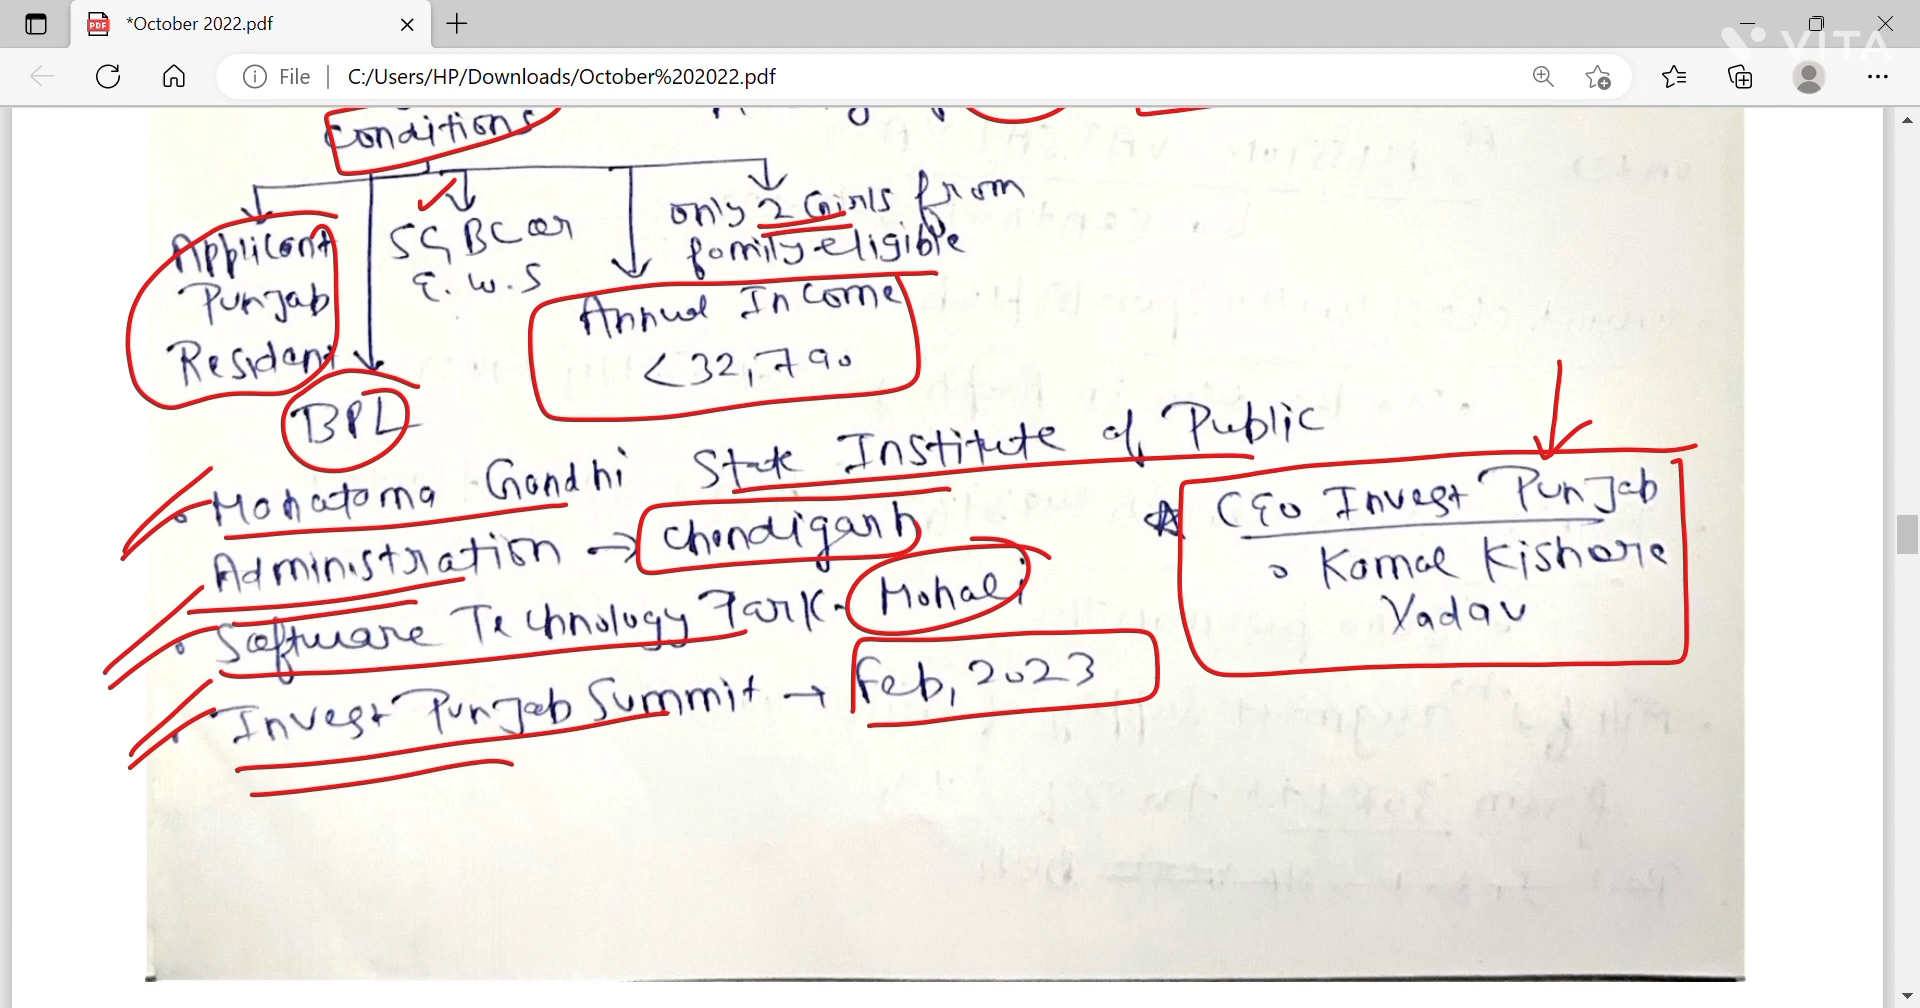 *October 2022.pdf
VITA
File | C:/Users/HP/Downloads/October%202022.pdf
Conditions
Applicant
Punjab
Resident
BPL
SC, BC or
E.W.S
Annual Income
<32,790
only 2 Girls from
family eligible
• Mahatama Gandhi State Institute of Public
Administration → Chandigarh
• Software Technology Park - Mohali
• Invest Punjab Summit → Feb, 2023
☆ CEO Invest Punjab
• Kamal Kishore
Yadav